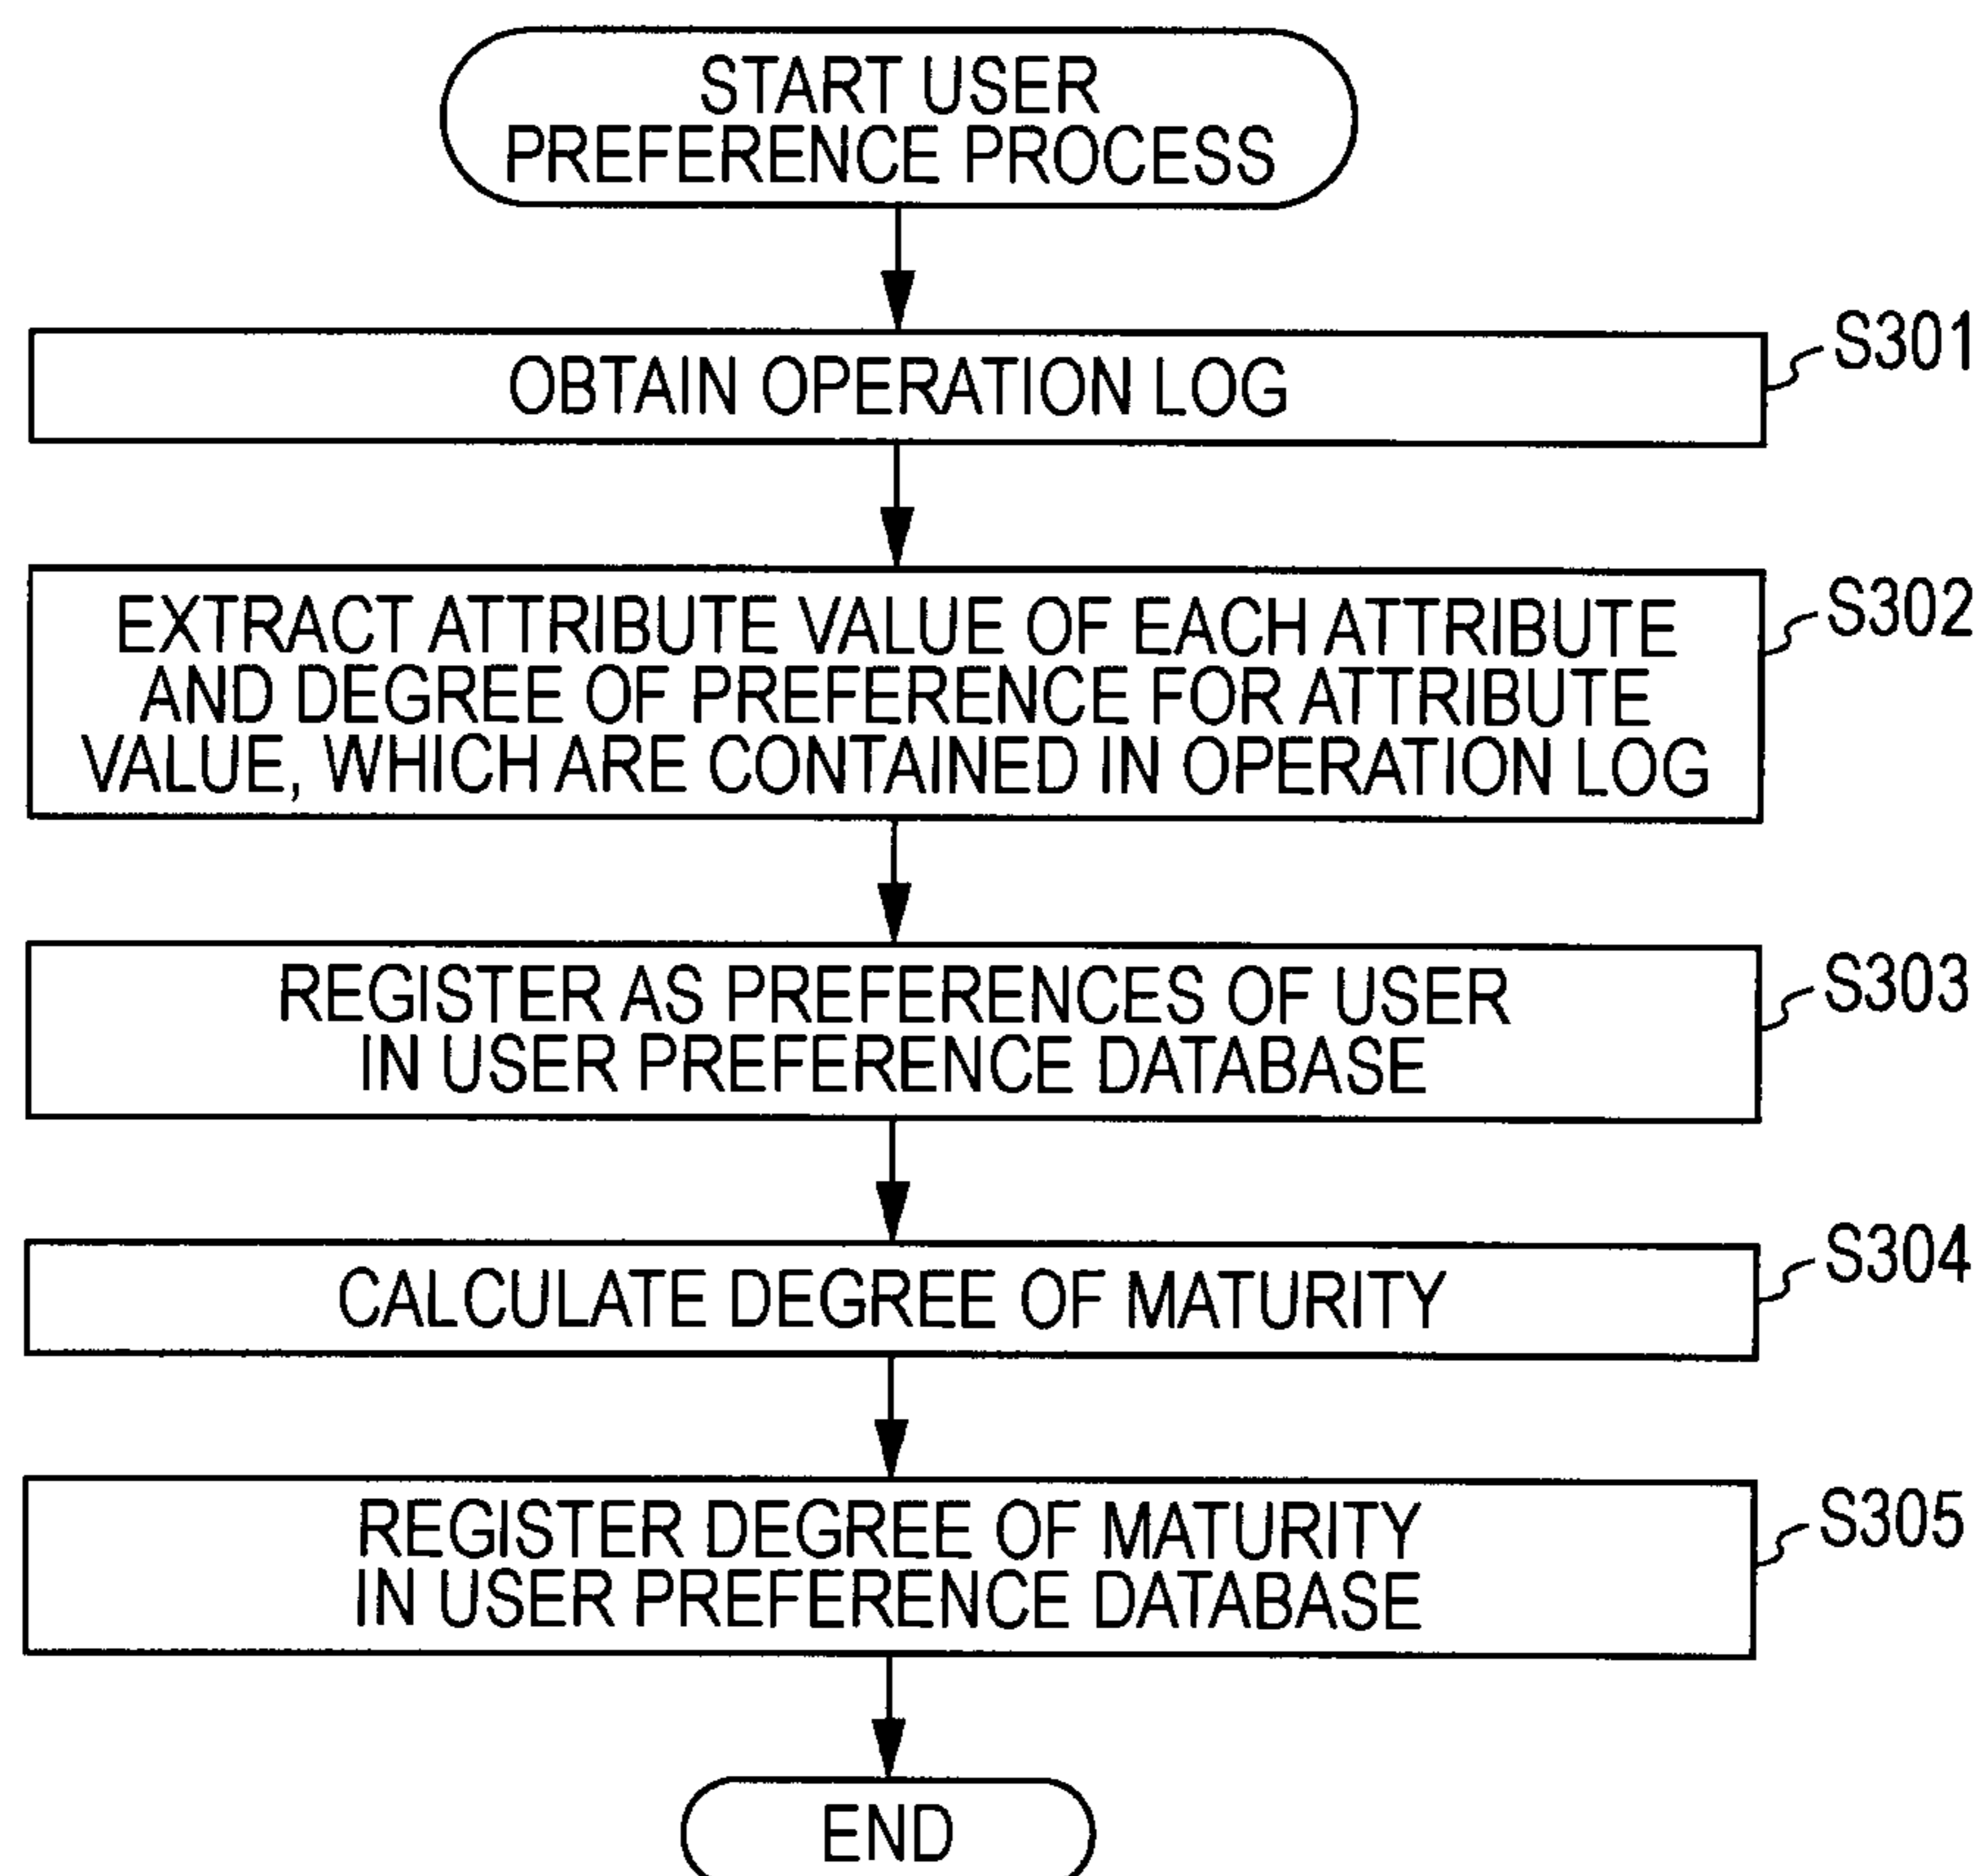 START USER
PREFERENCE PROCESS
OBTAIN OPERATION LOG
S301
EXTRACT ATTRIBUTE VALUE OF EACH ATTRIBUTE
AND DEGREE OF PREFERENCE FOR ATTRIBUTE
VALUE, WHICH ARE CONTAINED IN OPERATION LOG
S302
REGISTER AS PREFERENCES OF USER
IN USER PREFERENCE DATABASE
S303
CALCULATE DEGREE OF MATURITY
S304
REGISTER DEGREE OF MATURITY
IN USER PREFERENCE DATABASE
S305
END